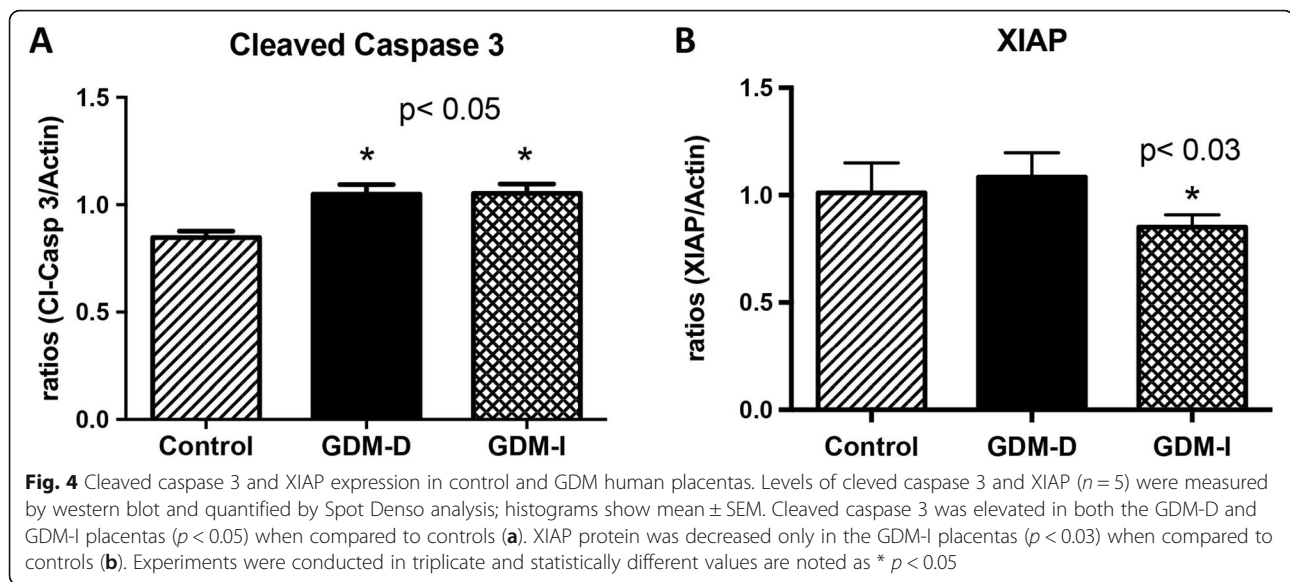 A
Cleaved Caspase 3
ratios (Cl-Casp 3/Actin)
1.5
1.0
0.5
0.0
p< 0.05
*
*
Control
GDM-D
GDM-I
B
XIAP
ratios (XIAP/Actin)
1.5
1.0
0.5
0.0
p< 0.03
*
Control
GDM-D
GDM-I
Fig. 4 Cleaved caspase 3 and XIAP expression in control and GDM human placentas. Levels of cleved caspase 3 and XIAP (n = 5) were measured
by western blot and quantified by Spot Denso analysis; histograms show mean ± SEM. Cleaved caspase 3 was elevated in both the GDM-D and
GDM-I placentas (p < 0.05) when compared to controls (a). XIAP protein was decreased only in the GDM-I placentas (p < 0.03) when compared to
controls (b). Experiments were conducted in triplicate and statistically different values are noted as * p < 0.05